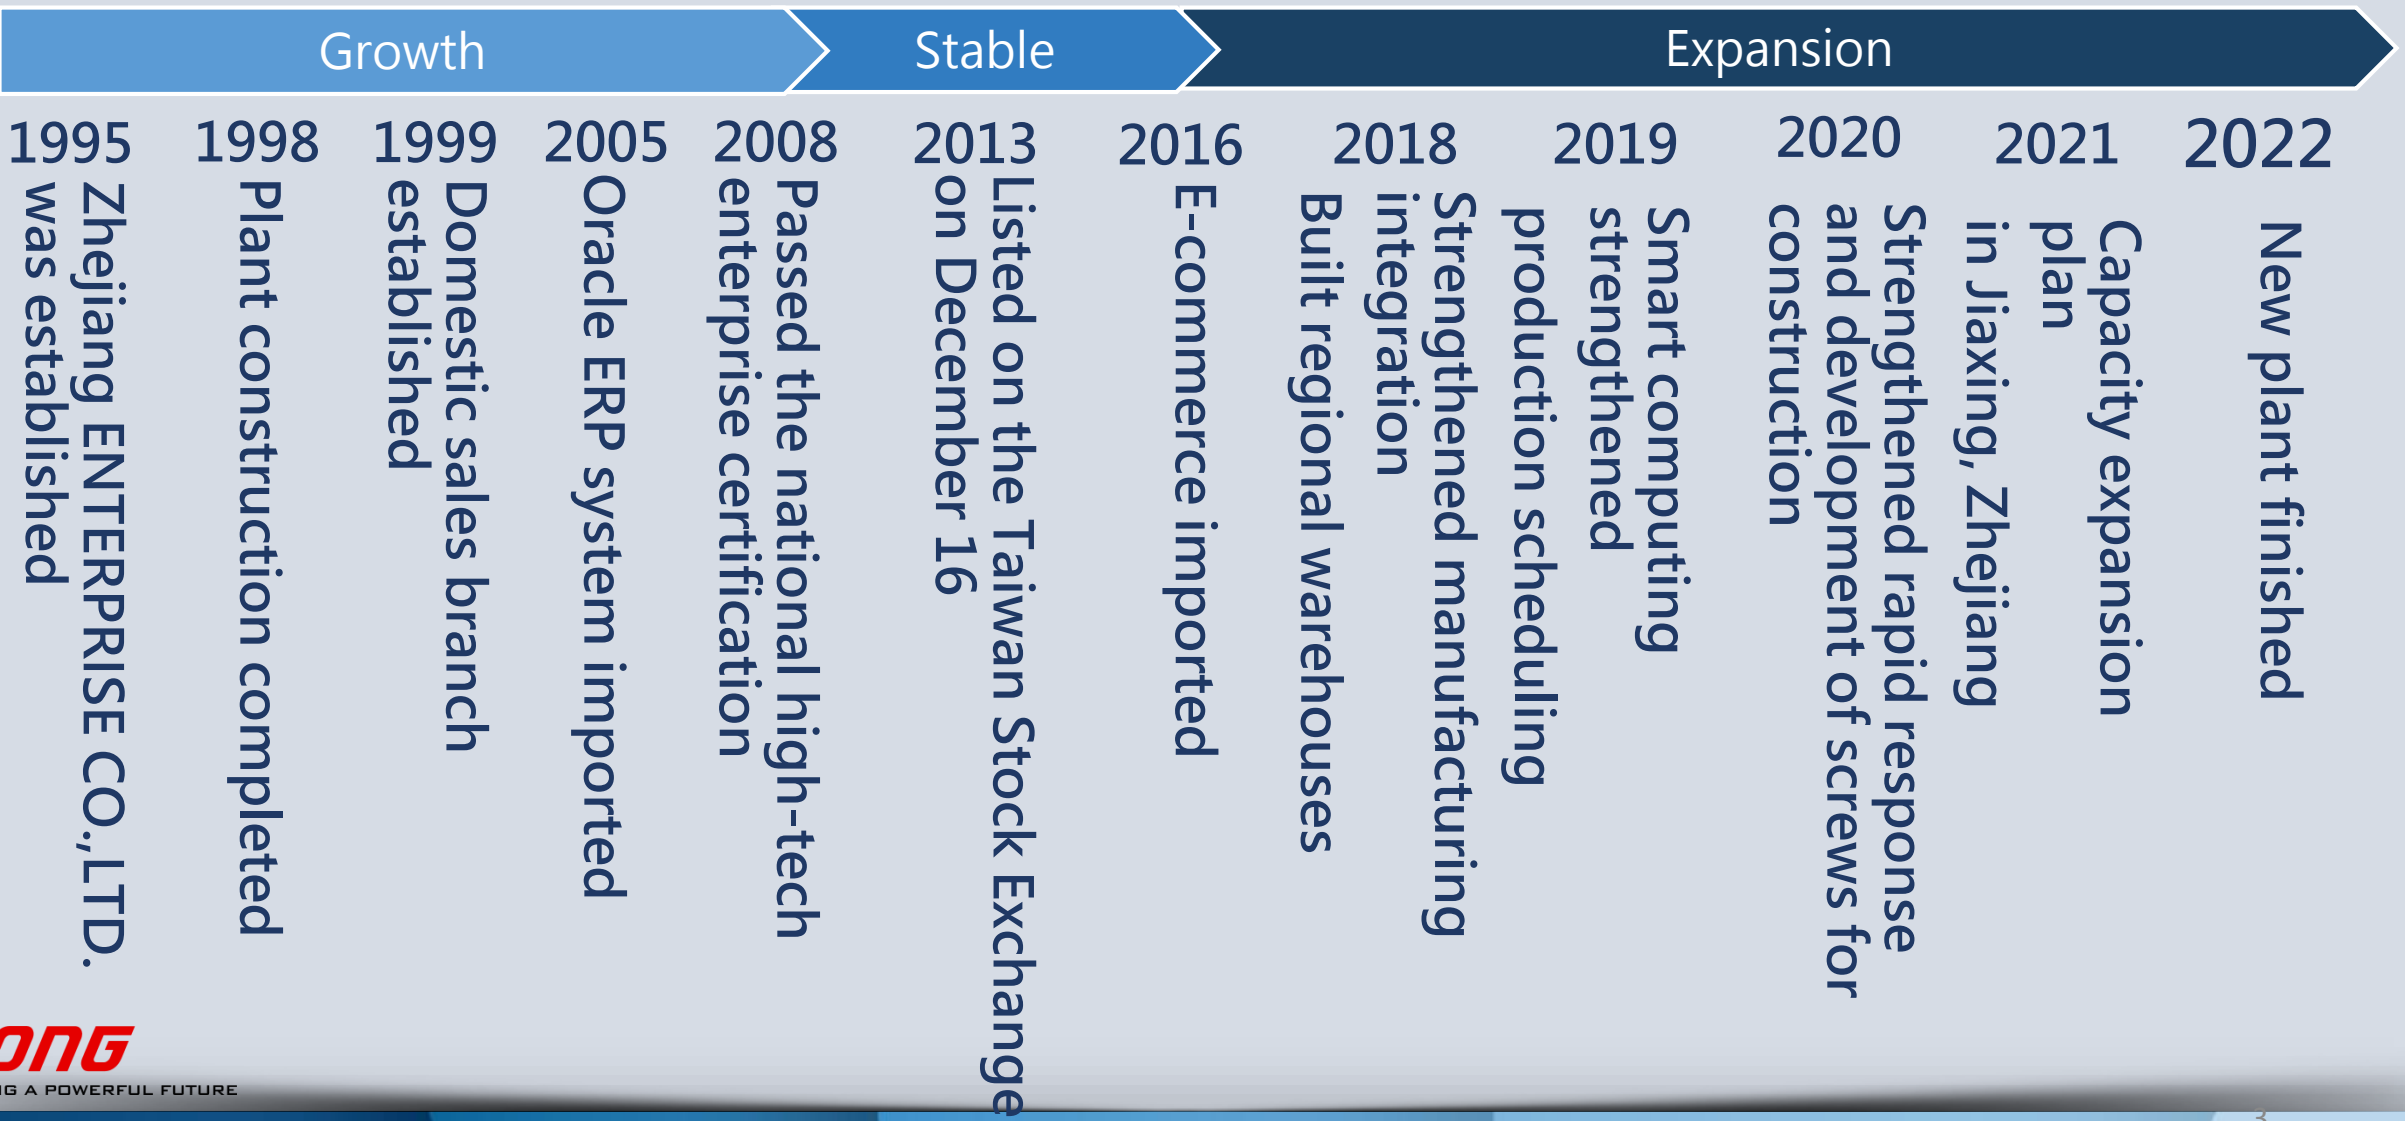 Growth
Stable
Expansion
1995
Zhejiang ENTERPRISE CO.,LTD.
was established
1998
Plant construction completed
1999
Domestic sales branch
established
2005
Oracle ERP system imported
2008
Passed the national high-tech
enterprise certification
2013
Listed on the Taiwan Stock Exchange
on December 16
2016
E-commerce imported
2018
Strengthened manufacturing
integration
Built regional warehouses
2019
Smart computing
strengthened
production scheduling
2020
Strengthened rapid response
and development of screws for
construction
2021
Capacity expansion
plan
in Jiaxing, Zhejiang
2022
New plant finished
ONG
A POWERFUL FUTURE
3